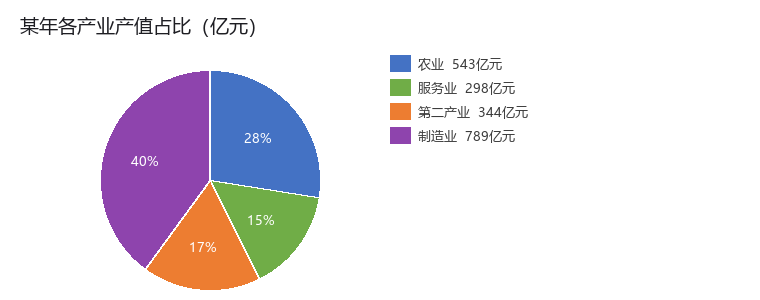 某年各产业产值占比（亿元）
农业 543亿元
服务业 298亿元
第二产业 344亿元
制造业 789亿元
28%
40%
15%
17%